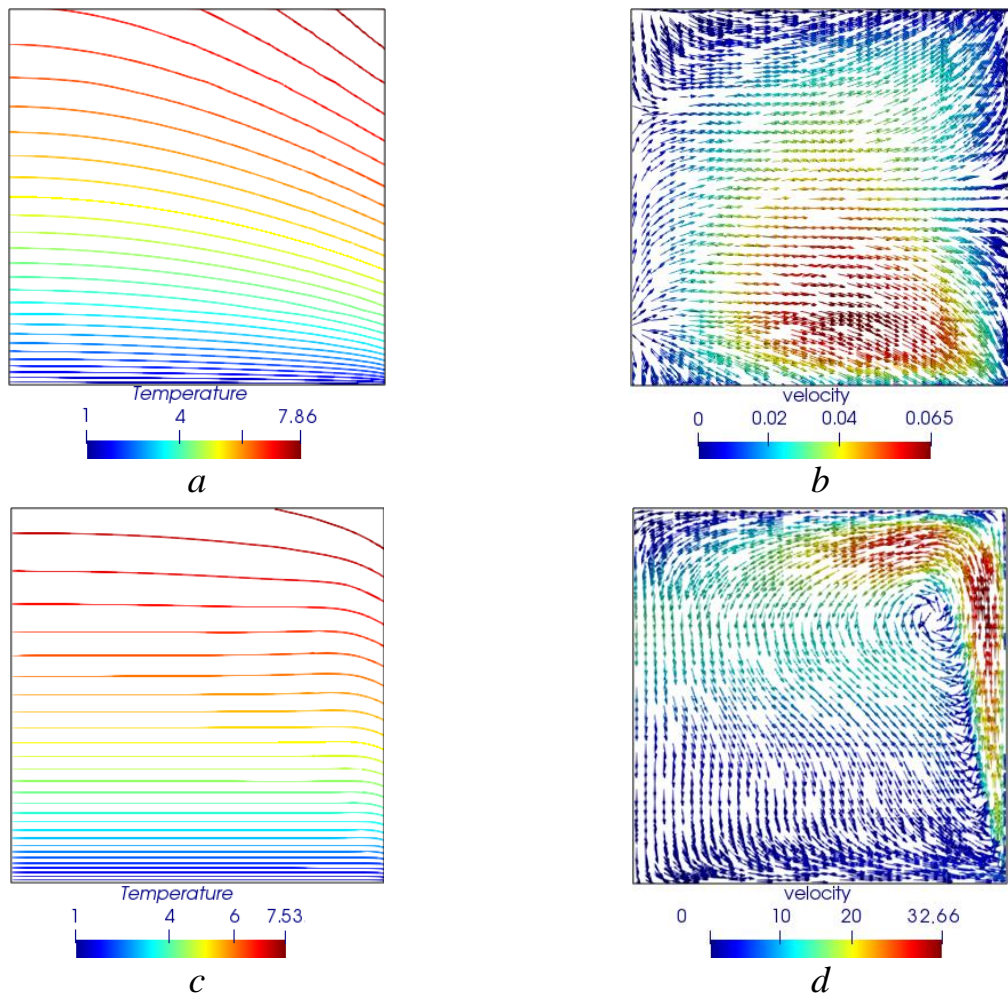 Temperature
1 4 7.86
a
velocity
0 0.02 0.04 0.065
b
Temperature
1 4 6 7.53
c
velocity
0 10 20 32.66
d